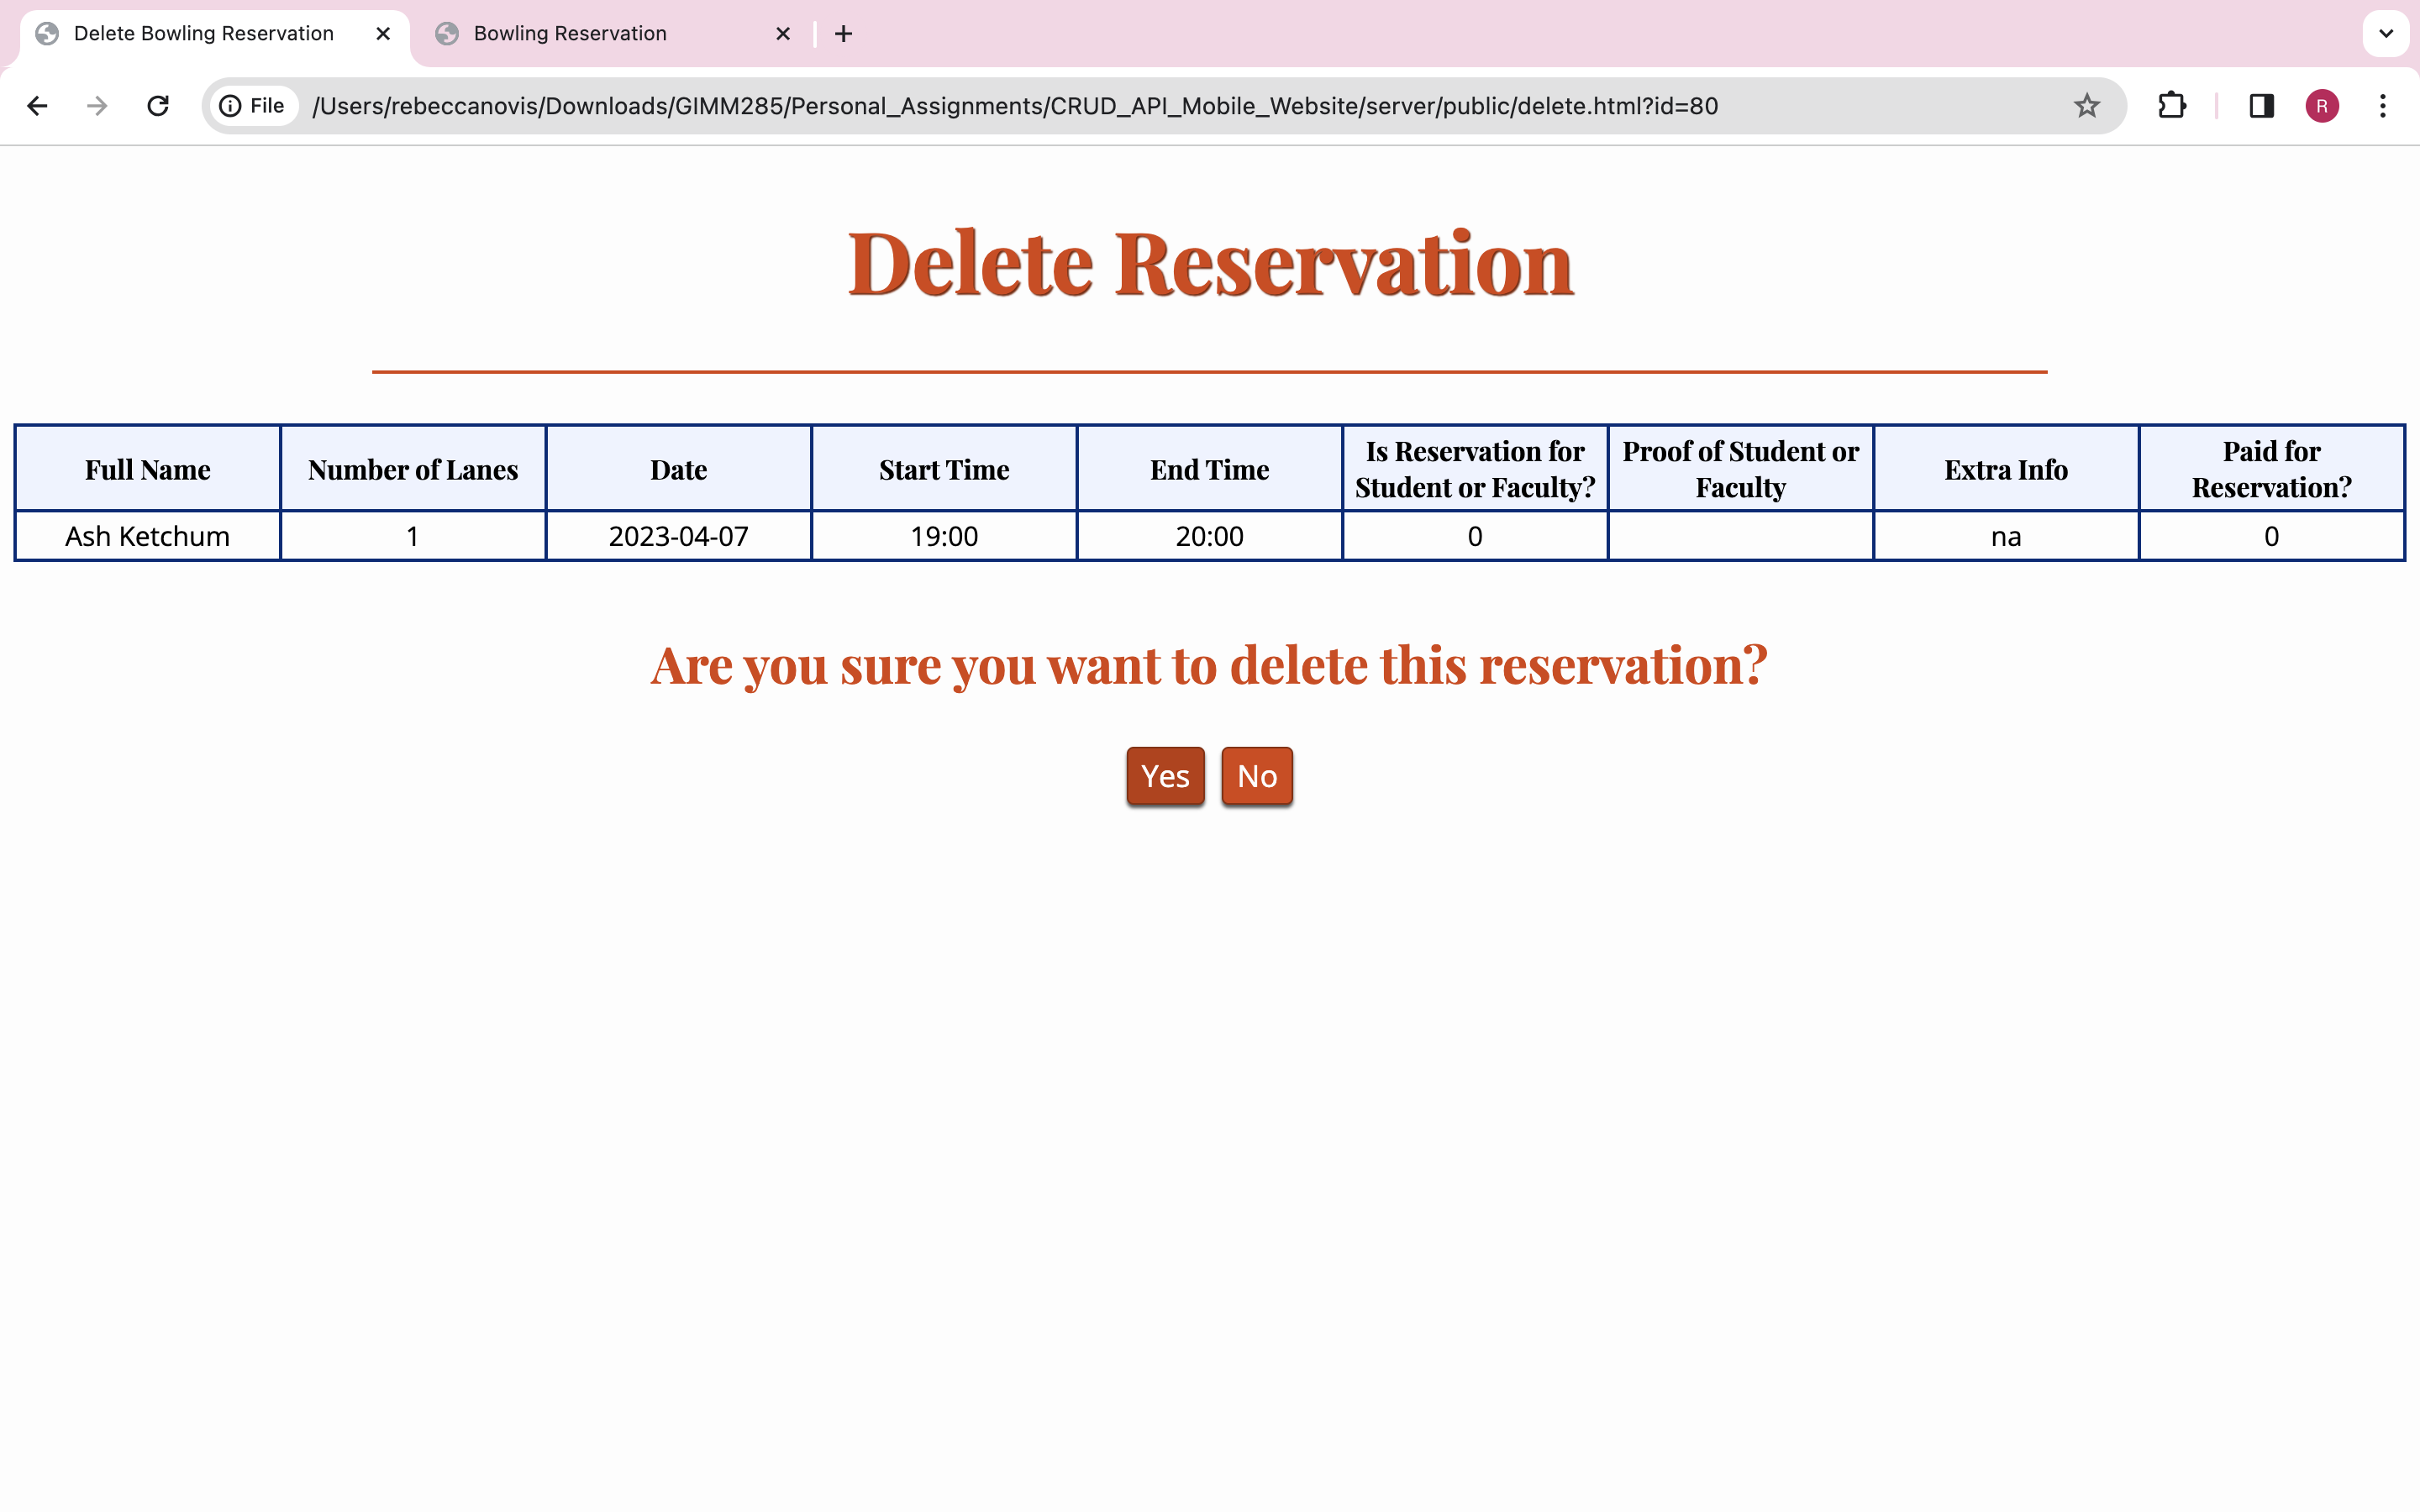 Delete Bowling Reservation
Bowling Reservation
File
/Users/rebeccanovis/Downloads/GIMM285/Personal_Assignments/CRUD_API_Mobile_Website/server/public/delete.html?id=80
R
Delete Reservation
Full Name
Number of Lanes
Date
Start Time
End Time
Is Reservation for
Student or Faculty?
Proof of Student or
Faculty
Extra Info
Paid for
Reservation?
Ash Ketchum
1
2023-04-07
19:00
20:00
0
na
0
Are you sure you want to delete this reservation?
Yes
No